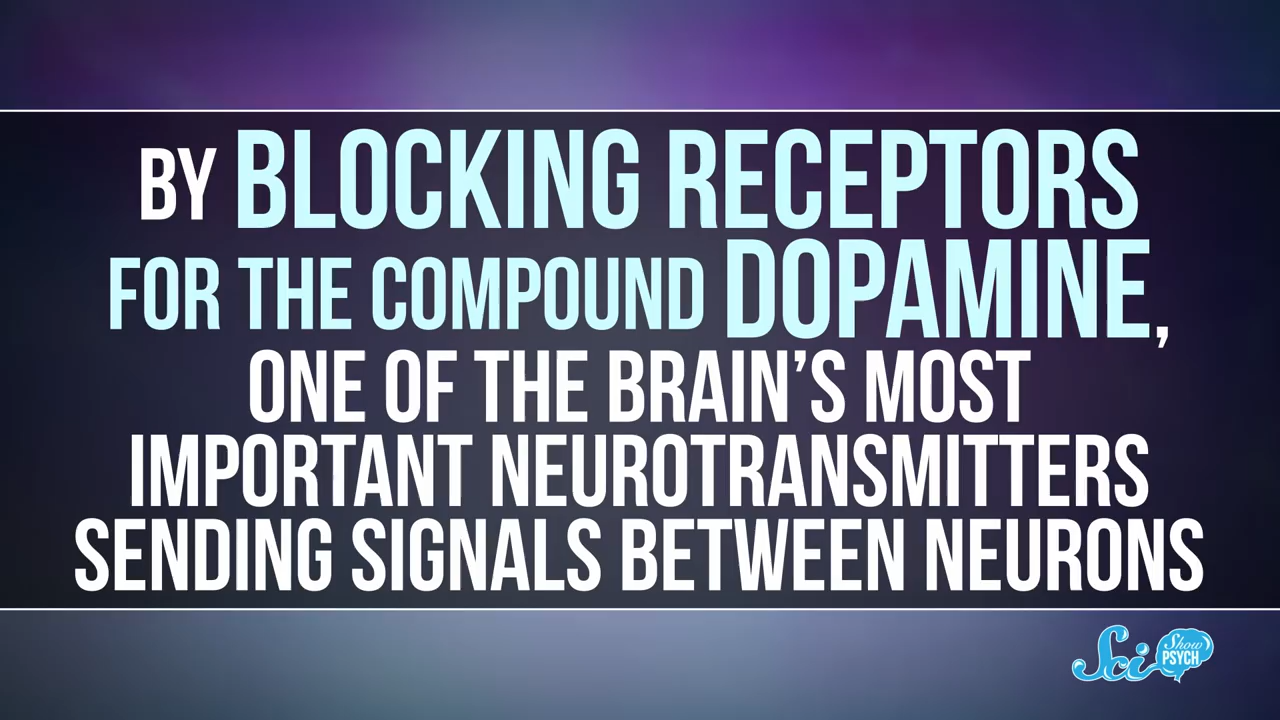 BY BLOCKING RECEPTORS
FOR THE COMPOUND DOPAMINE,
ONE OF THE BRAIN'S MOST
IMPORTANT NEUROTRANSMITTERS
SENDING SIGNALS BETWEEN NEURONS
Sci Show
PSYCH